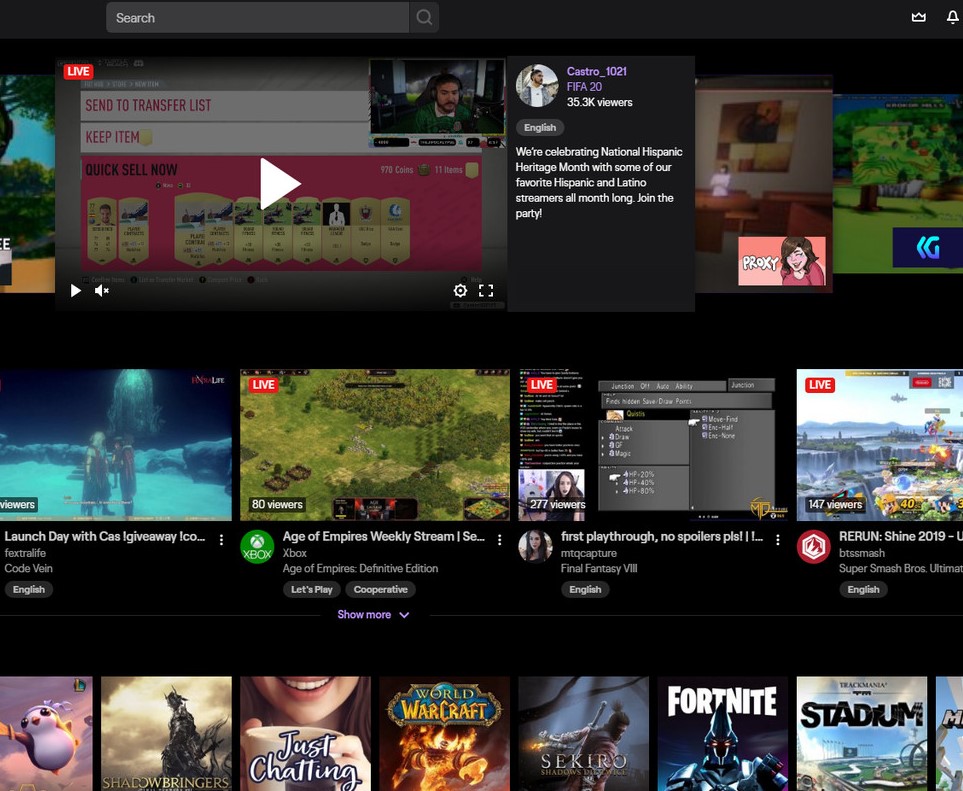 Search
LIVE
SEND TO TRANSFER LIST
KEEP ITEM
QUICK SELL NOW
970 Coins
11 Items
Castro_1021
FIFA 20
35.3K viewers
English
We're celebrating National Hispanic
Heritage Month with some of our
favorite Hispanic and Latino
streamers all month long. Join the
party!
PROXY
FEXTRALIFE
viewers
Launch Day with Cas !giveaway !co...
fextralife
Code Vein
English
LIVE
80 viewers
XBOX
Age of Empires Weekly Stream | Se...
Xbox
Age of Empires: Definitive Edition
Let's Play
Cooperative
LIVE
Junction Off Auto Ability
Junction
Finds hidden Save/Draw Points
Quistis
Attack
Draw
GF
Magic
Move-Find
Enc-Half
Enc-None
HP-20%
HP-40%
HP-80%
277 viewers
first playthrough, no spoilers pls! | !...
mtqcapture
Final Fantasy VIII
English
LIVE
147 viewers
RERUN: Shine 2019 - U
btssmash
Super Smash Bros. Ultimat
English
Show more
SHADOWBRINGERS
Just
Chatting
WORLD
OF
WARCRAFT
SEKIRO
SHADOWS DIE TWICE
FORTNITE
TRACKMANIA
STADIUM